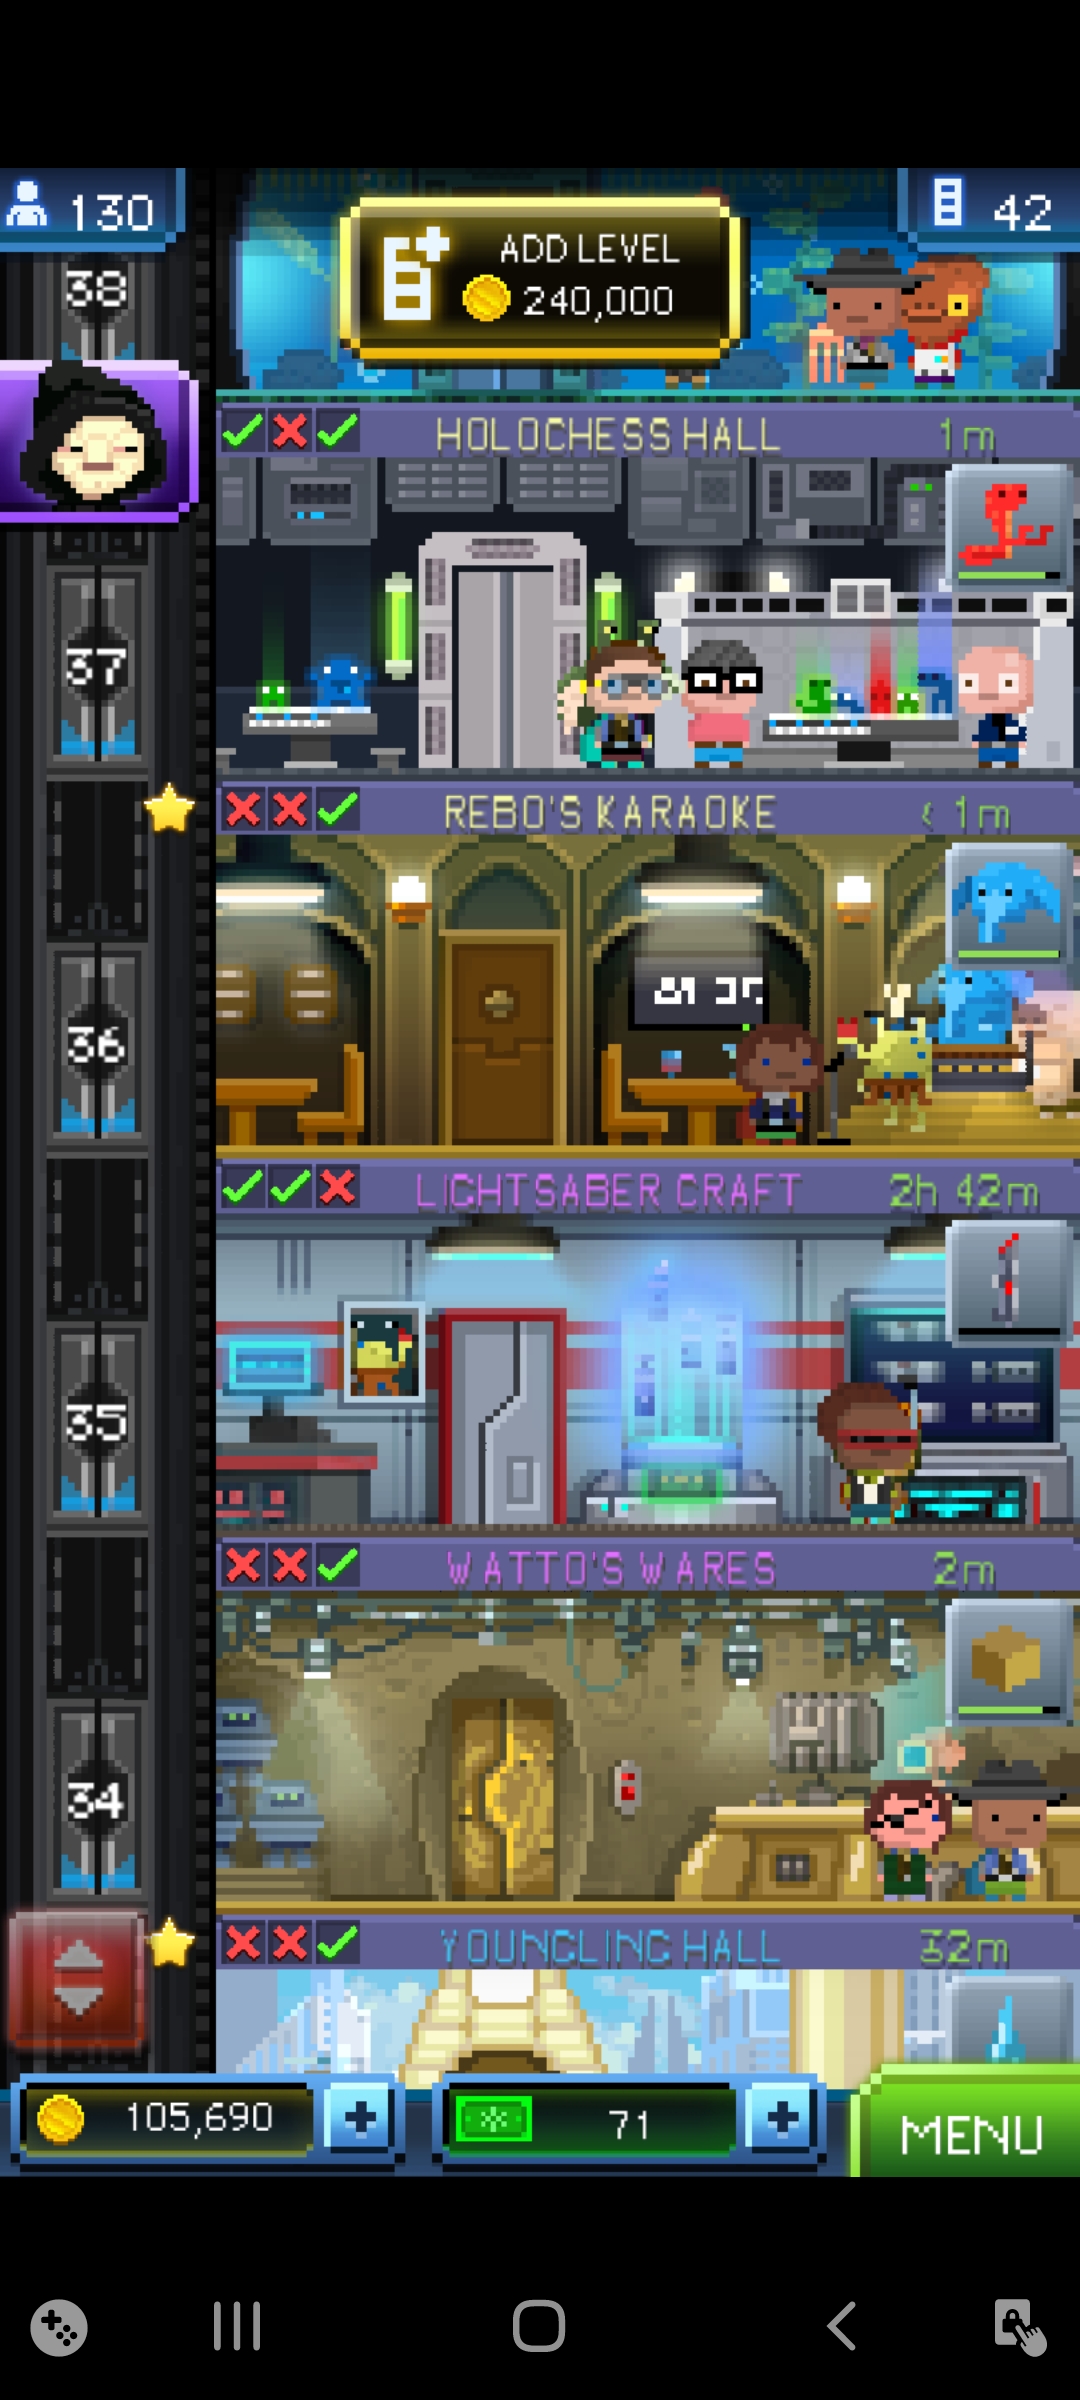 130
ADD LEVEL
240,000
42
38
HOLOCHESS HALL
1m
37
REBO'S KARAOKE
< 1m
36
LIGHTSABER CRAFT
2h 42m
35
WATTO'S WARES
2m
34
YOUNGLING HALL
32m
105,690
+
71
+
MENU